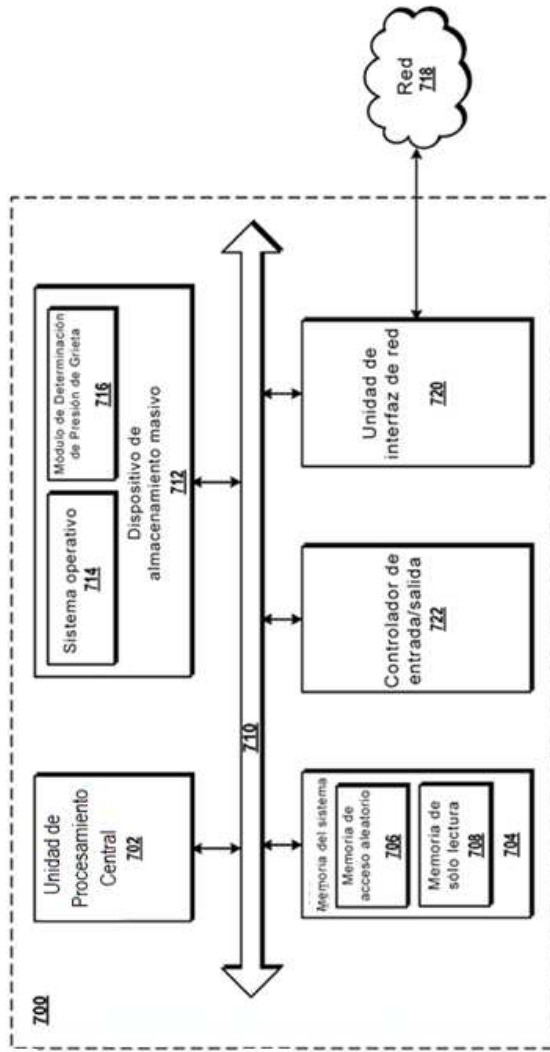 700
Unidad de
Procesamiento
Central
702
Sistema operativo
714
Módulo de Determinación
de Presión de Grieta
716
Dispositivo de
almacenamiento masivo
712
710
Memoria del sistema
Memoria de
acceso aleatorio
706
Memoria de
sólo lectura
708
704
Controlador de
entrada/salida
722
Unidad de
interfaz de red
720
Red
718